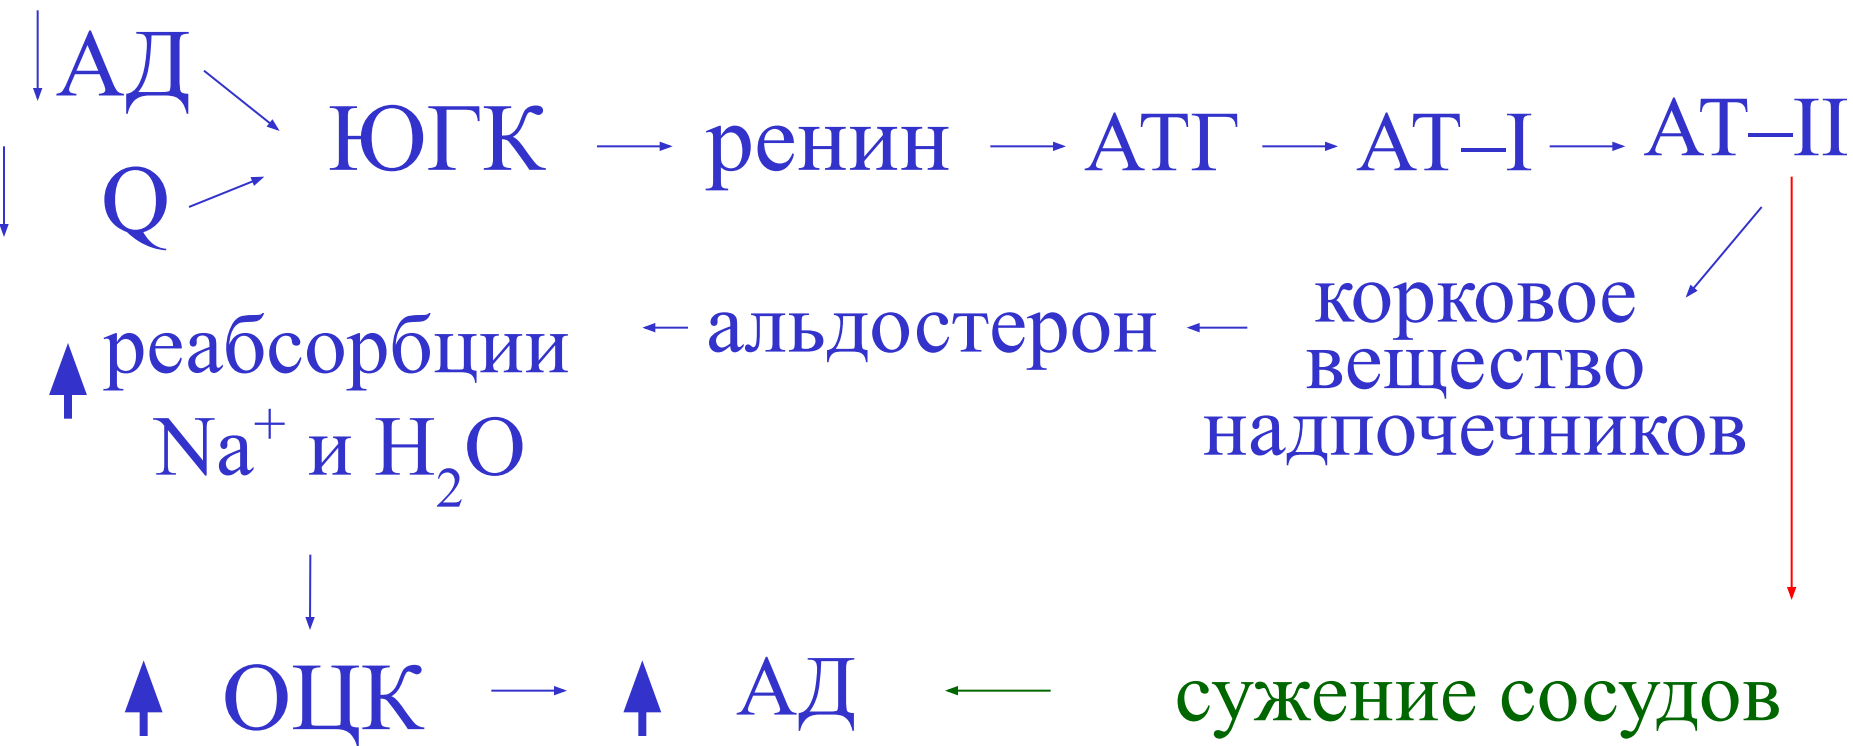 АД
Q
ЮГК
ренин
АТГ
АТ–I
АТ–II
реабсорбции
Na⁺ и H₂O
альдостерон
корковое
вещество
надпочечников
ОЦК
АД
сужение сосудов